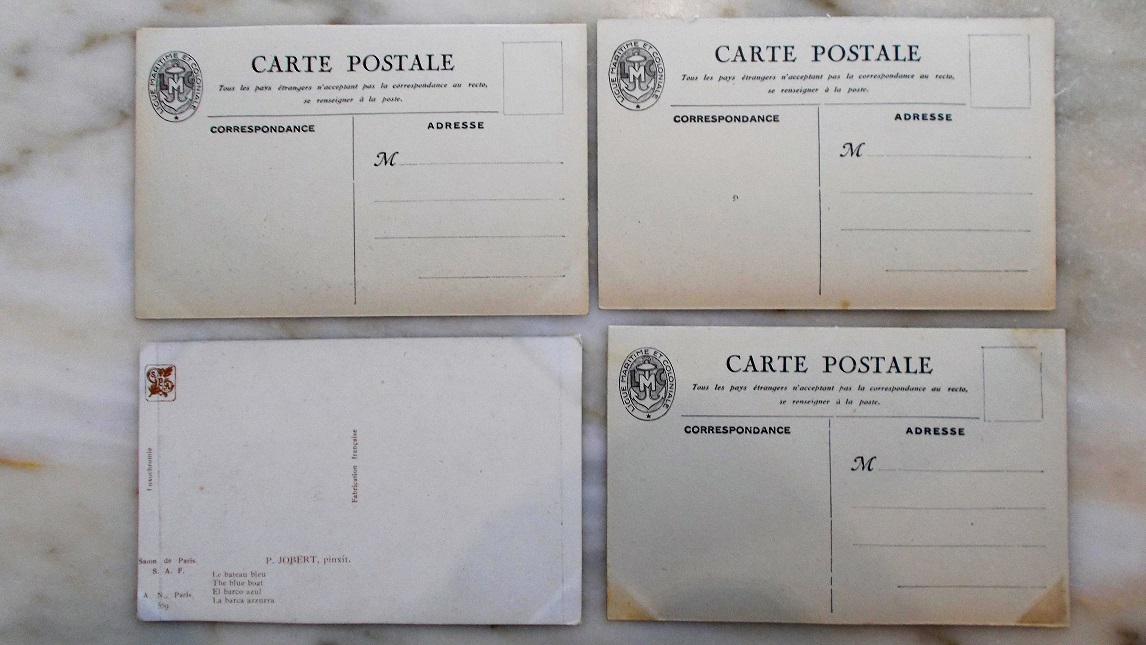 LIGUE MARITIME ET COLONIALE
CARTE POSTALE
Tous les pays étrangers n'acceptant pas la correspondance au recto,
se renseigner à la poste.
CORRESPONDANCE
ADRESSE
M
LIGUE MARITIME ET COLONIALE
CARTE POSTALE
Tous les pays étrangers n'acceptant pas la correspondance au recto,
se renseigner à la poste.
CORRESPONDANCE
ADRESSE
M
Luxochromie
Fabrication française
Salon de Paris
S. A. F.
A. N., Paris
P. JOBERT, pinxit.
Le bateau bleu
The blue boat
El barco azul
La barca azzurra
LIGUE MARITIME ET COLONIALE
CARTE POSTALE
Tous les pays étrangers n'acceptant pas la correspondance au recto,
se renseigner à la poste.
CORRESPONDANCE
ADRESSE
M